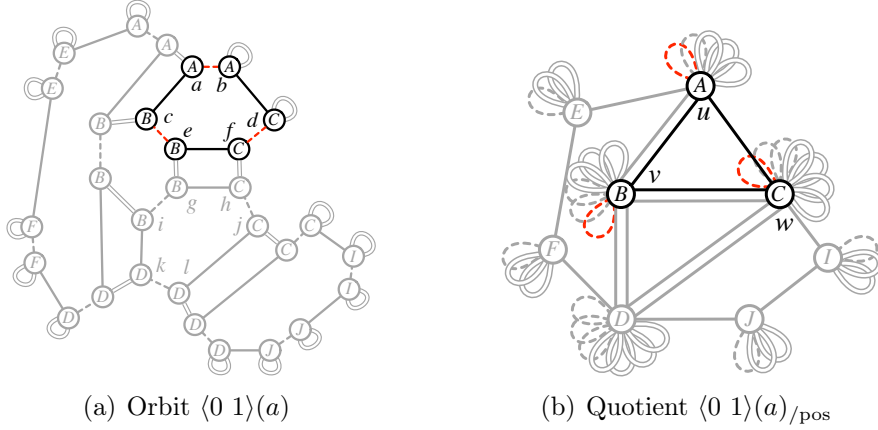 A
A
A
A
E
E
a
b
B
B
c
d
C
e
f
B
C
B
B
C
g
h
B
i
j
C
C
C
F
F
k
l
D
D
D
D
D
D
J
J
I
I
(a) Orbit ⟨0 1⟩(a)
A
u
E
B
v
C
w
F
I
D
J
(b) Quotient ⟨0 1⟩(a)/pos